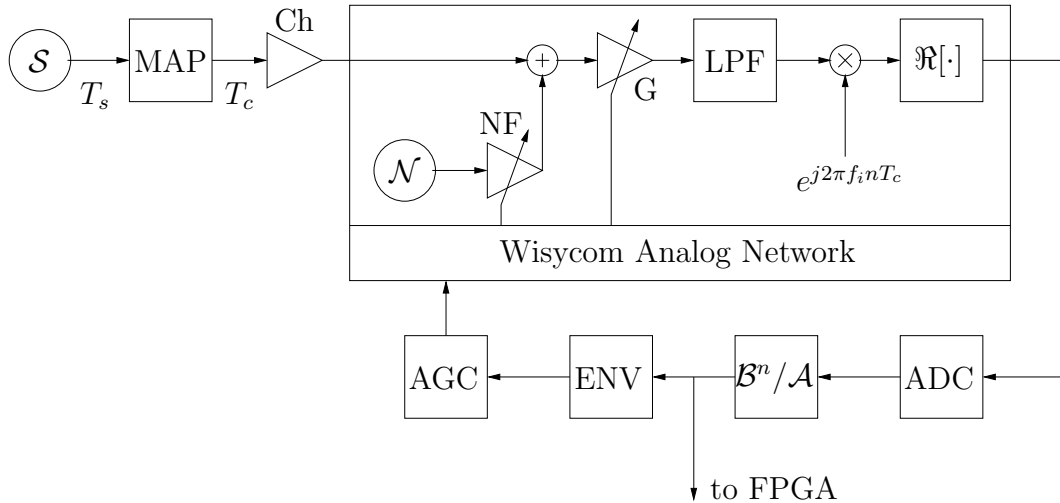 Ch
𝒮
MAP
+
LPF
×
ℜ[·]
T_s
T_c
G
NF
𝒩
e^{j2πf_i nT_c}
Wisycom Analog Network
AGC
ENV
ℬ^n/𝒜
ADC
to FPGA